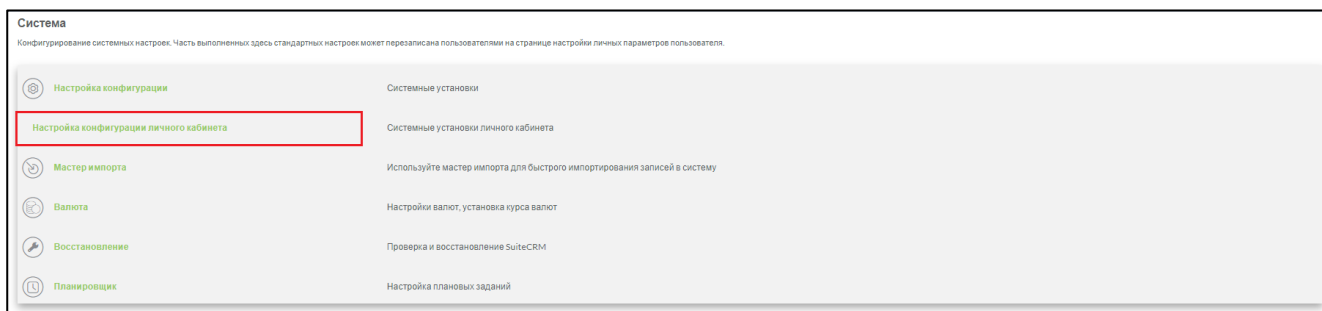 Система
Конфигурирование системных настроек. Часть выполненных здесь стандартных настроек может перезаписана пользователями на странице настройки личных параметров пользователя.
Настройка конфигурации Системные установки
Настройка конфигурации личного кабинета Системные установки личного кабинета
Мастер импорта Используйте мастер импорта для быстрого импортирования записей в систему
Валюта Настройки валют, установка курса валют
Восстановление Проверка и восстановление SuiteCRM
Планировщик Настройка плановых заданий